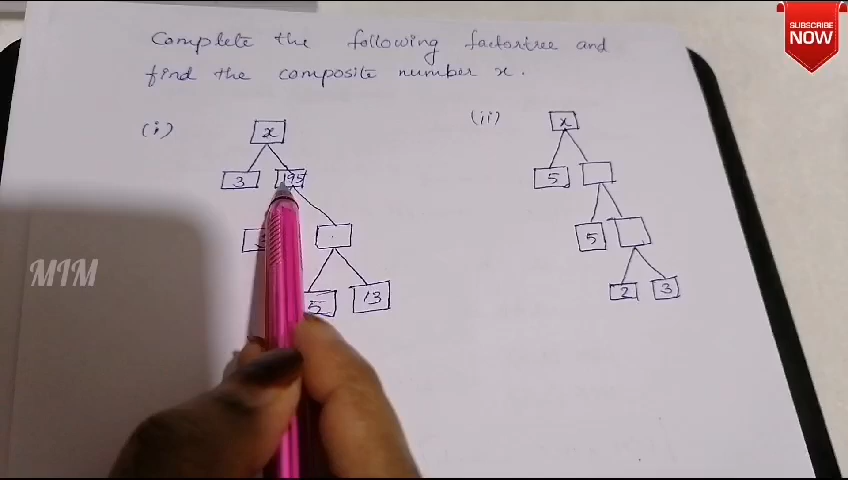 Complete the following factortree and
find the composite number x.
(i)
x
3
195
5
13
(ii)
x
5
5
2
3
MIM
SUBSCRIBE
NOW